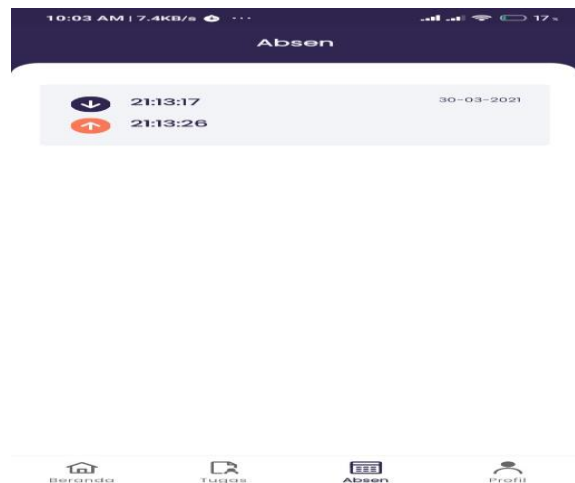 10:03 AM | 7.4KB/s ··· 17
Absen
21:13:17 30-03-2021
21:13:26
Beranda Tugas Absen Profil